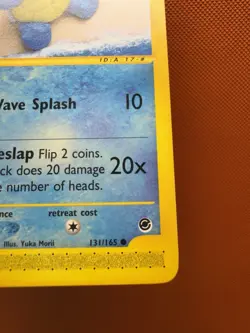 ID:A 17-#
Wave Splash 10
eslap Flip 2 coins.
ck does 20 damage 20x
e number of heads.
ance retreat cost
Illus. Yuka Morii 131/165